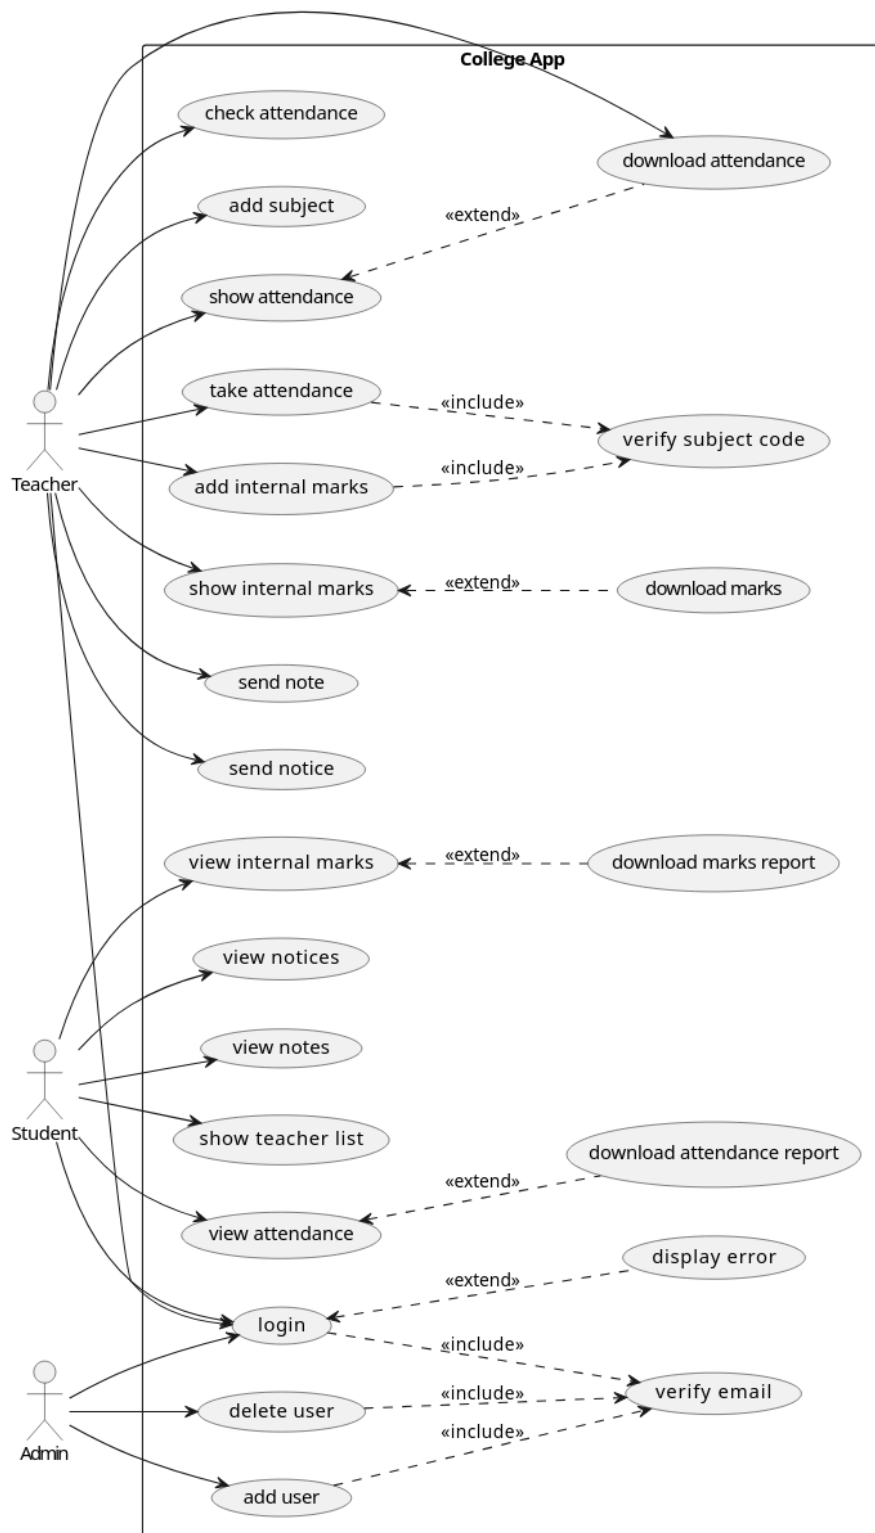 College App
check attendance
download attendance
add subject
«extend»
show attendance
take attendance
«include»
verify subject code
«include»
add internal marks
Teacher
show internal marks
«extend»
download marks
send note
send notice
view internal marks
«extend»
download marks report
view notices
view notes
Student
show teacher list
download attendance report
«extend»
view attendance
display error
«extend»
login
«include»
verify email
«include»
delete user
«include»
Admin
add user